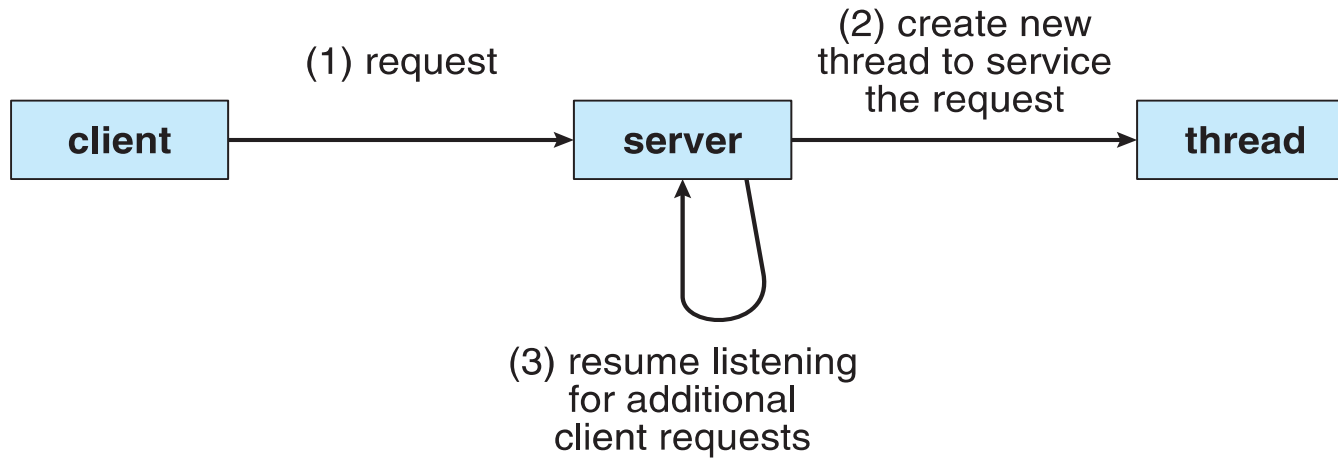 (1) request
(2) create new
thread to service
the request
client
server
thread
(3) resume listening
for additional
client requests